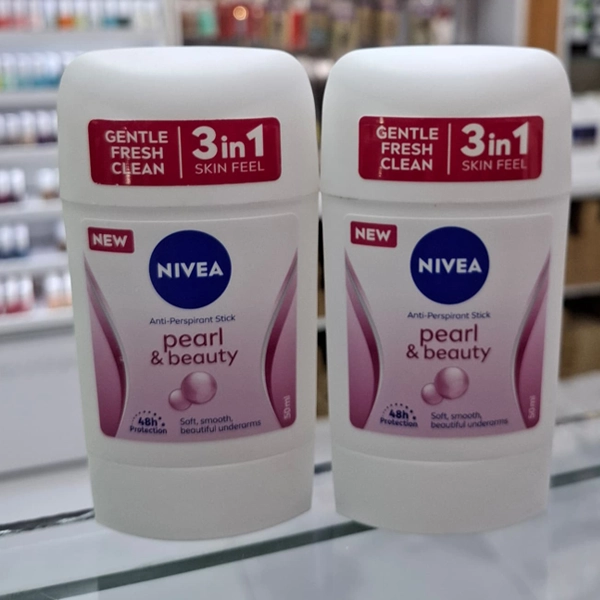 GENTLE
FRESH
CLEAN
3in1
SKIN FEEL
NEW
NIVEA
Anti-Perspirant Stick
pearl
& beauty
48h
Protection
Soft, smooth,
beautiful underarms
50ml
GENTLE
FRESH
CLEAN
3in1
SKIN FEEL
NEW
NIVEA
Anti-Perspirant Stick
pearl
& beauty
48h
Protection
Soft, smooth,
beautiful underarms
50ml